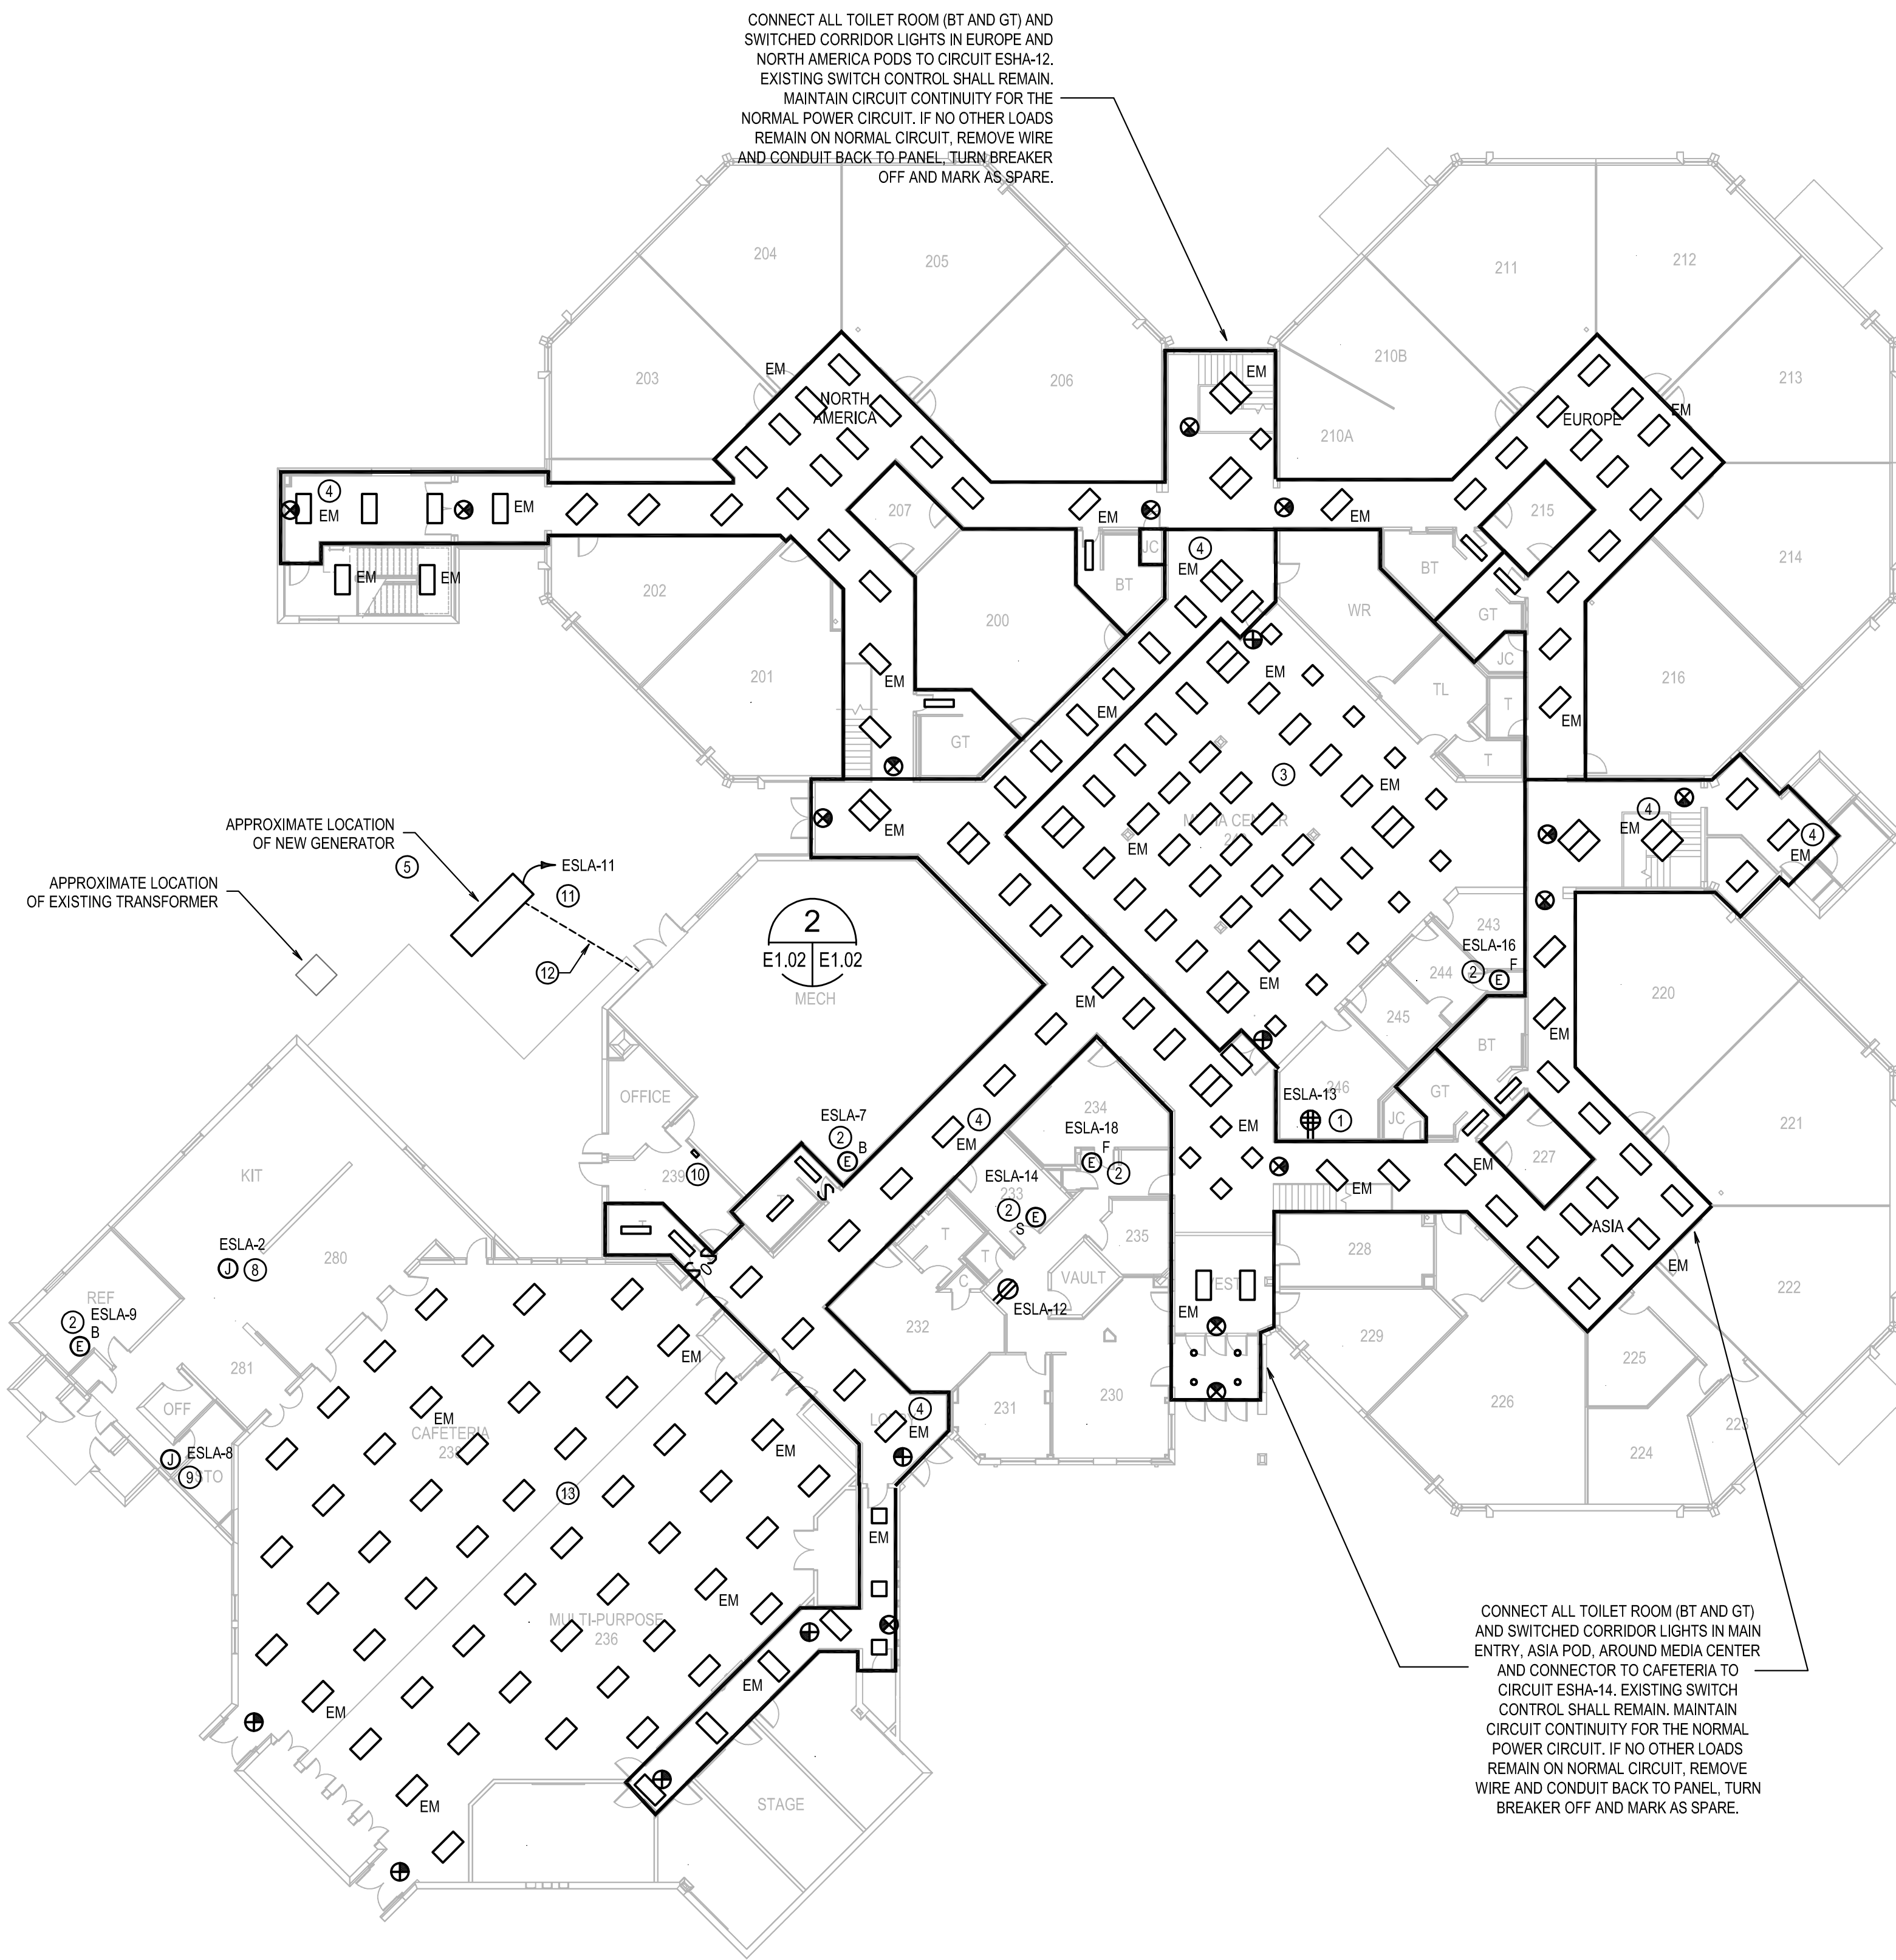 CONNECT ALL TOILET ROOM (BT AND GT) AND
SWITCHED CORRIDOR LIGHTS IN EUROPE AND
NORTH AMERICA PODS TO CIRCUIT ESHA-12.
EXISTING SWITCH CONTROL SHALL REMAIN.
MAINTAIN CIRCUIT CONTINUITY FOR THE
NORMAL POWER CIRCUIT. IF NO OTHER LOADS
REMAIN ON NORMAL CIRCUIT, REMOVE WIRE
AND CONDUIT BACK TO PANEL, TURN BREAKER
OFF AND MARK AS SPARE.
204
205
211
212
203
EM
206
EM
210B
213
NORTH
AMERICA
210A
EUROPE
EM
4
EM
EM
207
EM
EM
215
JC
4
EM
BT
BT
214
EM
EM
202
200
WR
GT
201
EM
EM
JC
TL
216
T
EM
EM
GT
T
3
EM
APPROXIMATE LOCATION
OF NEW GENERATOR
5
ESLA-11
11
EM
MEDIA CENTER
EM
4
EM
4
EM
APPROXIMATE LOCATION
OF EXISTING TRANSFORMER
2
E1.02
E1.02
MECH
12
243
ESLA-16
F
244
2
E
EM
EM
220
245
EM
BT
OFFICE
246
GT
ESLA-13
1
JC
ESLA-7
2
B
E
4
EM
234
ESLA-18
F
E
2
EM
221
KIT
239
10
T
ESLA-14
233
2
E
S
EM
227
EM
T
T
235
ASIA
ESLA-2
J
8
280
T
C
VAULT
228
EM
REF
2
ESLA-9
B
E
ESLA-12
VEST
EM
222
232
229
281
EM
225
OFF
EM
CAFETERIA
238
231
230
226
4
EM
EM
223
J
ESLA-8
9
STO
224
13
EM
EM
MULTI-PURPOSE
236
EM
EM
EM
STAGE
CONNECT ALL TOILET ROOM (BT AND GT)
AND SWITCHED CORRIDOR LIGHTS IN MAIN
ENTRY, ASIA POD, AROUND MEDIA CENTER
AND CONNECTOR TO CAFETERIA TO
CIRCUIT ESHA-14. EXISTING SWITCH
CONTROL SHALL REMAIN. MAINTAIN
CIRCUIT CONTINUITY FOR THE NORMAL
POWER CIRCUIT. IF NO OTHER LOADS
REMAIN ON NORMAL CIRCUIT, REMOVE
WIRE AND CONDUIT BACK TO PANEL, TURN
BREAKER OFF AND MARK AS SPARE.